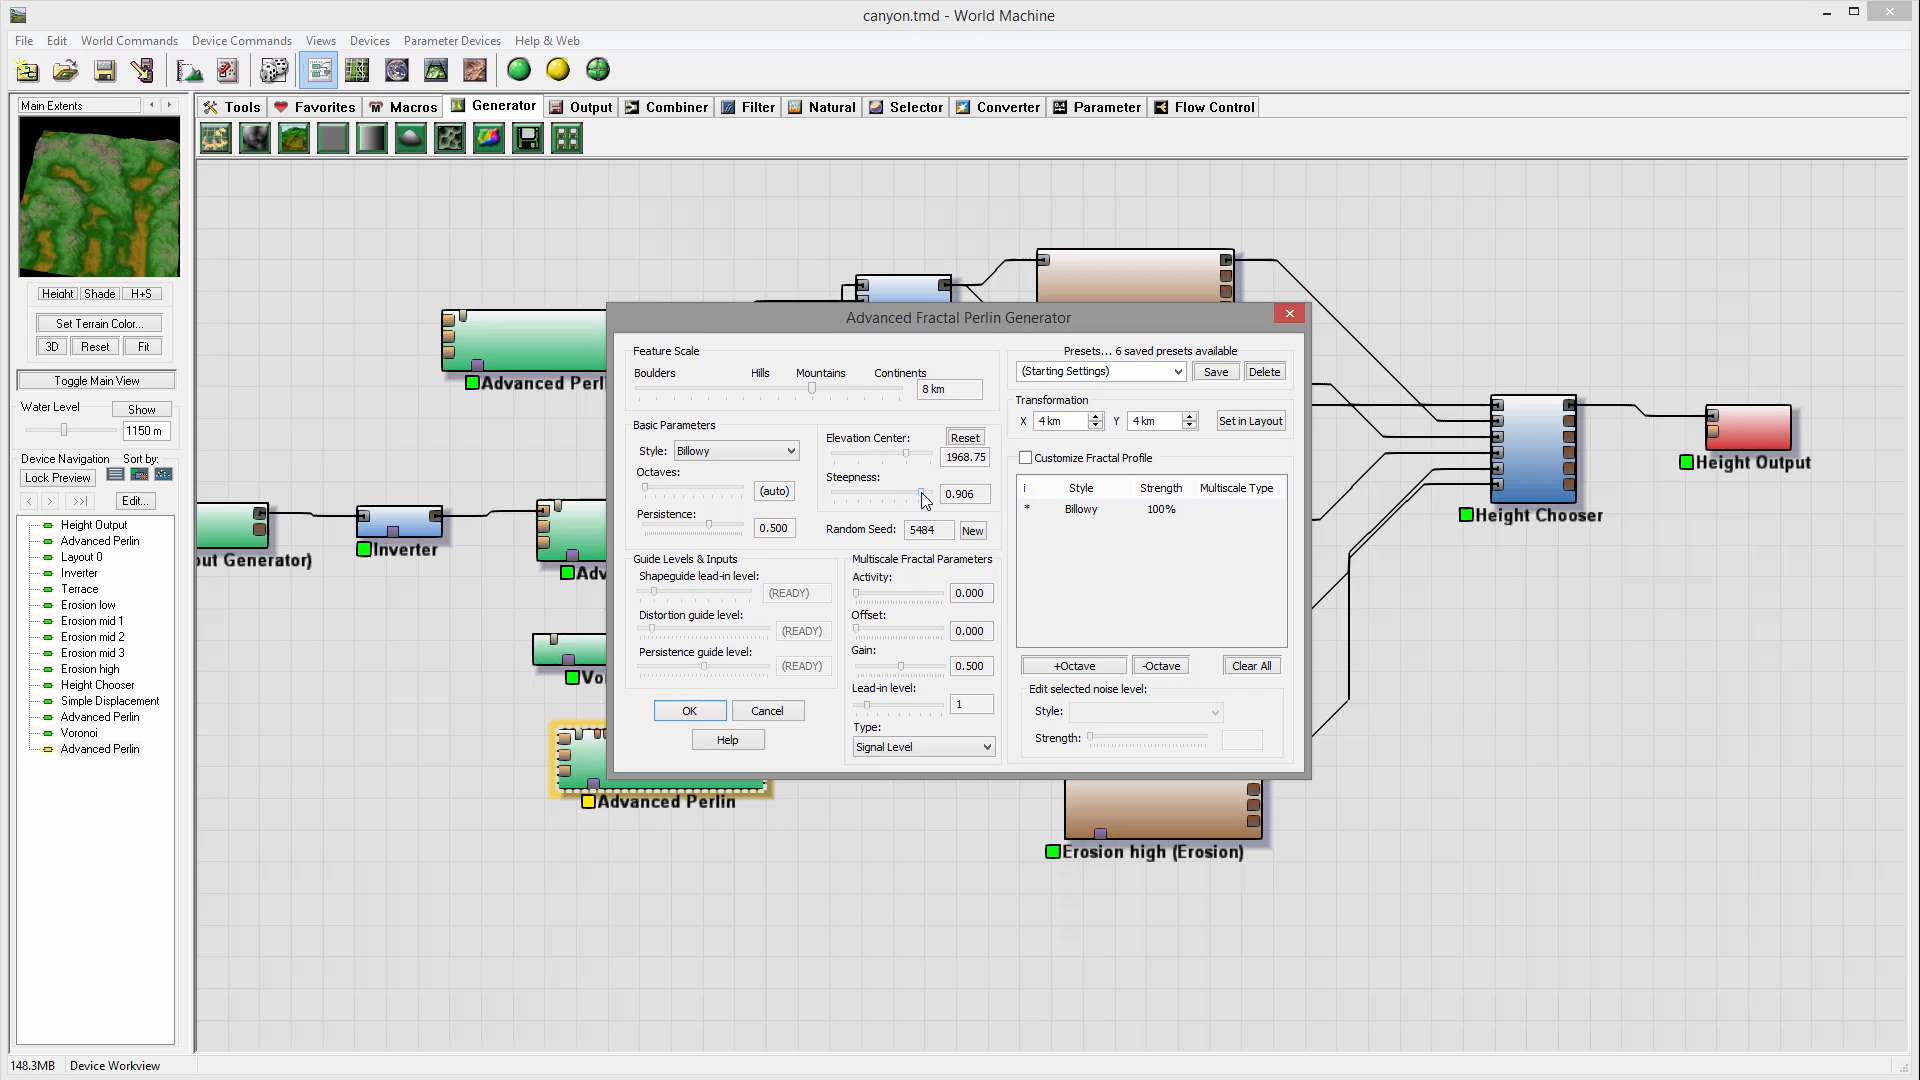 canyon.tmd - World Machine
File Edit World Commands Device Commands Views Devices Parameter Devices Help & Web
Main Extents
Tools Favorites Macros Generator Output Combiner Filter Natural Selector Converter Parameter Flow Control
Height Shade H+S
Set Terrain Color...
3D Reset Fit
Toggle Main View
Water Level Show
1150 m
Device Navigation Sort by:
Lock Preview
< > >>| Edit...
Height Output
Advanced Perlin
Layout 0
Inverter
Terrace
Erosion low
Erosion mid 1
Erosion mid 2
Erosion mid 3
Erosion high
Height Chooser
Simple Displacement
Advanced Perlin
Voronoi
Advanced Perlin
Advanced Perli
out Generator)
Inverter
Adv
Vo
Advanced Perlin
Erosion high (Erosion)
Height Chooser
Height Output
Advanced Fractal Perlin Generator
Feature Scale
Boulders Hills Mountains Continents
8 km
Basic Parameters
Style: Billowy
Octaves:
(auto)
Persistence:
0.500
Elevation Center: Reset
1968.75
Steepness:
0.906
Random Seed: 5484 New
Guide Levels & Inputs
Shapeguide lead-in level:
(READY)
Distortion guide level:
(READY)
Persistence guide level:
(READY)
OK Cancel
Help
Multiscale Fractal Parameters
Activity:
0.000
Offset:
0.000
Gain:
0.500
Lead-in level:
1
Type:
Signal Level
Presets... 6 saved presets available
(Starting Settings) Save Delete
Transformation
X 4 km Y 4 km Set in Layout
Customize Fractal Profile
i Style Strength Multiscale Type
* Billowy 100%
+Octave -Octave Clear All
Edit selected noise level:
Style:
Strength:
148.3MB Device Workview